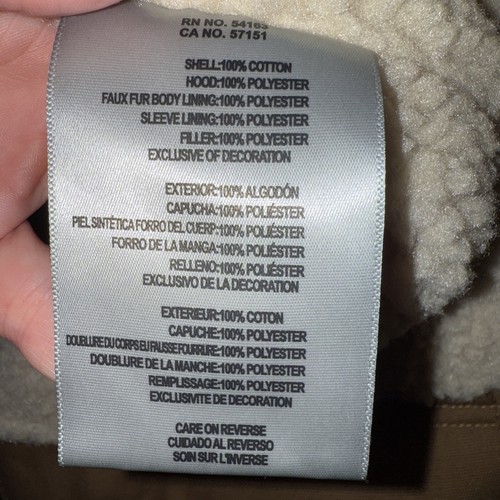 RN NO. 54163
CA NO. 57151
SHELL:100% COTTON
HOOD:100% POLYESTER
FAUX FUR BODY LINING:100% POLYESTER
SLEEVE LINING:100% POLYESTER
FILLER:100% POLYESTER
EXCLUSIVE OF DECORATION
EXTERIOR:100% ALGODÓN
CAPUCHA:100% POLIÉSTER
PIEL SINTÉTICA FORRO DEL CUERP:100% POLIÉSTER
FORRO DE LA MANGA:100% POLIÉSTER
RELLENO:100% POLIÉSTER
EXCLUSIVO DE LA DECORATION
EXTERIEUR:100% COTON
CAPUCHE:100% POLYESTER
DOUBLURE DU CORPS EU FAUSSE FOURRURE:100% POLYESTER
DOUBLURE DE LA MANCHE:100% POLYESTER
REMPLISSAGE:100% POLYESTER
EXCLUSIVITE DE DECORATION
CARE ON REVERSE
CUIDADO AL REVERSO
SOIN SUR L'INVERSE